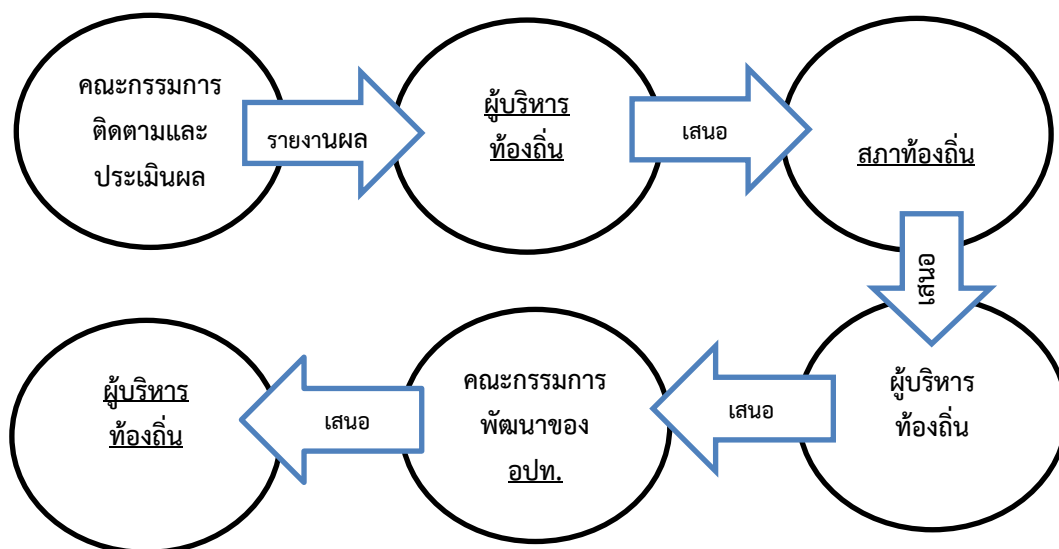 คณะกรรมการ
ติดตามและ
ประเมินผล
รายงานผล
ผู้บริหาร
ท้องถิ่น
เสนอ
สภาท้องถิ่น
เสนอ
ผู้บริหาร
ท้องถิ่น
เสนอ
คณะกรรมการ
พัฒนาของ
อปท.
เสนอ
ผู้บริหาร
ท้องถิ่น